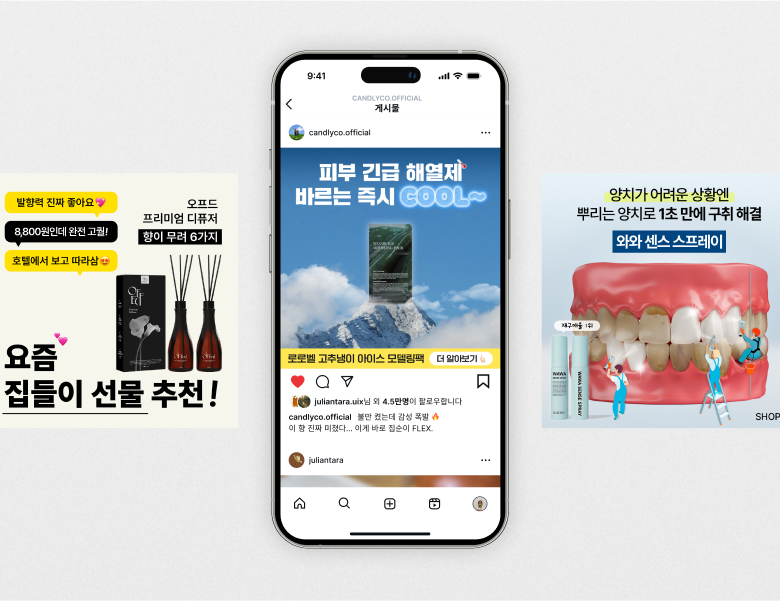 발향력 진짜 좋아요💕
8,800원인데 완전 고퀄!
호텔에서 보고 따라삼😍
오프드
프리미엄 디퓨저
향이 무려 6가지
OFF
ED
요즘
집들이 선물 추천!
9:41
CANDLYCO.OFFICIAL
게시물
candlyco.official
피부 긴급 해열제
바르는 즉시 COOL~
로로벨 고추냉이 아이스 모델링팩
더 알아보기
juliantara.uix님 외 4.5만명이 팔로우합니다
candlyco.official 불만 켰는데 감성 폭발 🔥
이 향 진짜 미쳤다... 이게 바로 집순이 FLEX.
juliantara
양치가 어려운 상황엔
뿌리는 양치로 1초 만에 구취 해결
와와 센스 스프레이
재구매율 1위
WAWA
WAWA SENSE SPRAY
SHOP